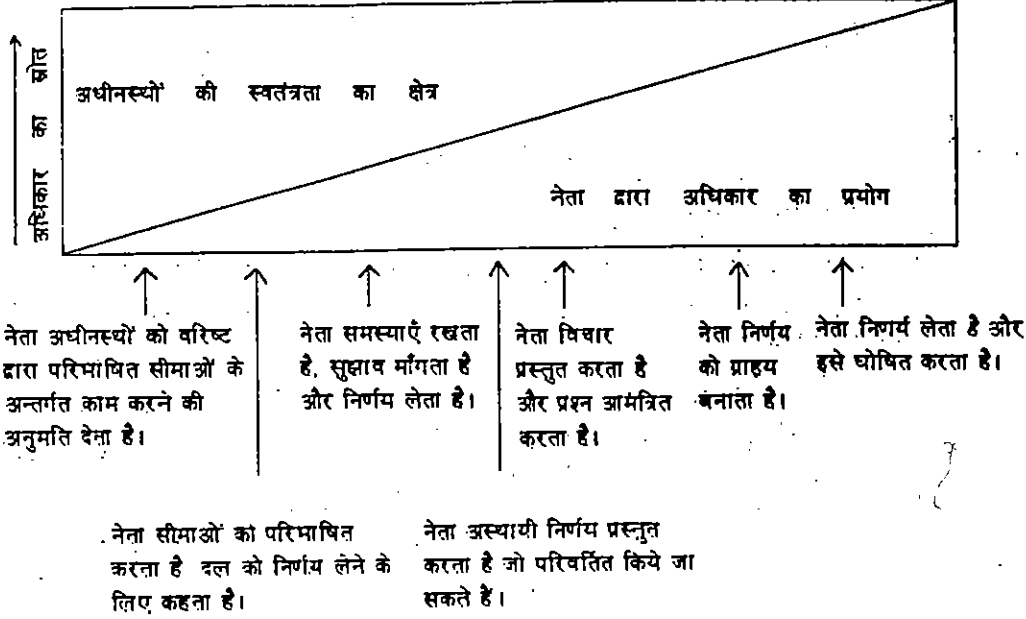 अधिकार का स्रोत
अधीनस्थों की स्वतंत्रता का क्षेत्र
नेता द्वारा अधिकार का प्रयोग
नेता अधीनस्थों को वरिष्ट
द्वारा परिभाषित सीमाओं के
अन्तर्गत काम करने की
अनुमति देता है।
नेता समस्याएँ रखता
है, सुझाव माँगता है
और निर्णय लेता है।
नेता विचार
प्रस्तुत करता है
और प्रश्न आमंत्रित
करता है।
नेता निर्णय
को ग्राह्य
बनाता है।
नेता निर्णय लेता है और
इसे घोषित करता है।
नेता सीमाओं को परिभाषित
करता है दल को निर्णय लेने के
लिए कहता है।
नेता अस्थायी निर्णय प्रस्तुत
करता है जो परिवर्तित किये जा
सकते हैं।